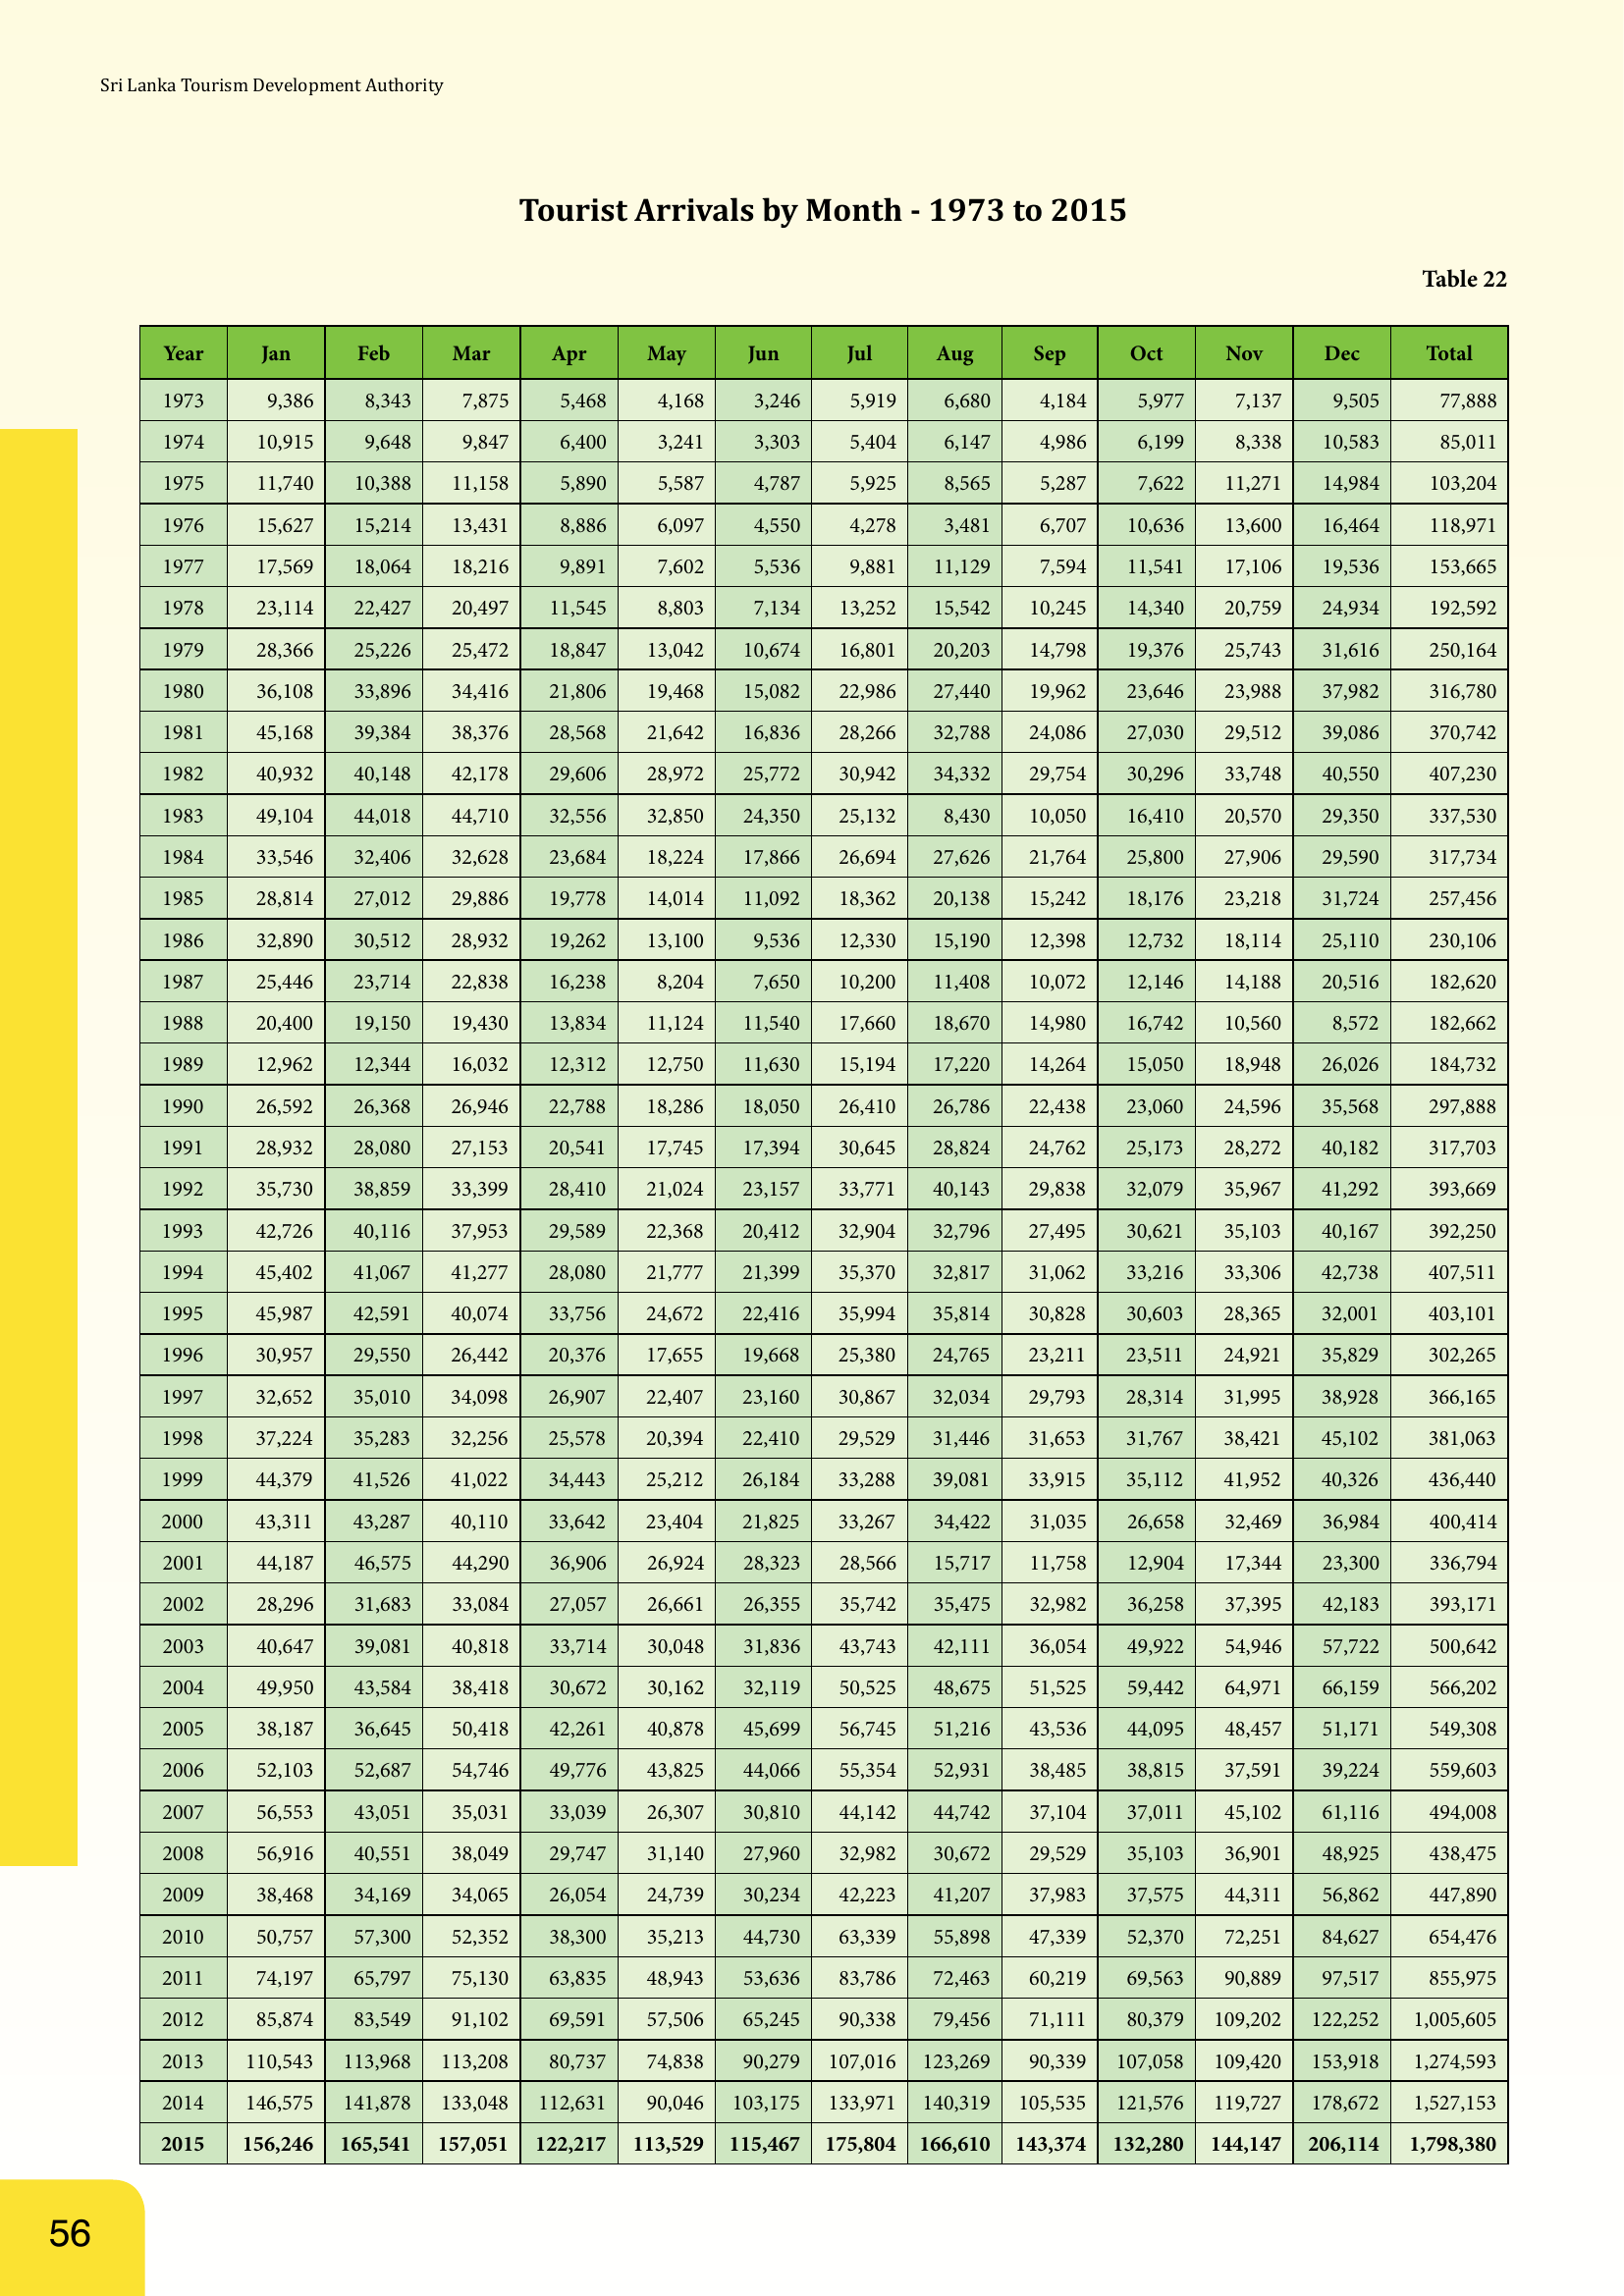 Sri Lanka Tourism Development Authority
Tourist Arrivals by Month - 1973 to 2015
Table 22
Year Jan Feb Mar Apr May Jun Jul Aug Sep Oct Nov Dec Total
1973 9,386 8,343 7,875 5,468 4,168 3,246 5,919 6,680 4,184 5,977 7,137 9,505 77,888
1974 10,915 9,648 9,847 6,400 3,241 3,303 5,404 6,147 4,986 6,199 8,338 10,583 85,011
1975 11,740 10,388 11,158 5,890 5,587 4,787 5,925 8,565 5,287 7,622 11,271 14,984 103,204
1976 15,627 15,214 13,431 8,886 6,097 4,550 4,278 3,481 6,707 10,636 13,600 16,464 118,971
1977 17,569 18,064 18,216 9,891 7,602 5,536 9,881 11,129 7,594 11,541 17,106 19,536 153,665
1978 23,114 22,427 20,497 11,545 8,803 7,134 13,252 15,542 10,245 14,340 20,759 24,934 192,592
1979 28,366 25,226 25,472 18,847 13,042 10,674 16,801 20,203 14,798 19,376 25,743 31,616 250,164
1980 36,108 33,896 34,416 21,806 19,468 15,082 22,986 27,440 19,962 23,646 23,988 37,982 316,780
1981 45,168 39,384 38,376 28,568 21,642 16,836 28,266 32,788 24,086 27,030 29,512 39,086 370,742
1982 40,932 40,148 42,178 29,606 28,972 25,772 30,942 34,332 29,754 30,296 33,748 40,550 407,230
1983 49,104 44,018 44,710 32,556 32,850 24,350 25,132 8,430 10,050 16,410 20,570 29,350 337,530
1984 33,546 32,406 32,628 23,684 18,224 17,866 26,694 27,626 21,764 25,800 27,906 29,590 317,734
1985 28,814 27,012 29,886 19,778 14,014 11,092 18,362 20,138 15,242 18,176 23,218 31,724 257,456
1986 32,890 30,512 28,932 19,262 13,100 9,536 12,330 15,190 12,398 12,732 18,114 25,110 230,106
1987 25,446 23,714 22,838 16,238 8,204 7,650 10,200 11,408 10,072 12,146 14,188 20,516 182,620
1988 20,400 19,150 19,430 13,834 11,124 11,540 17,660 18,670 14,980 16,742 10,560 8,572 182,662
1989 12,962 12,344 16,032 12,312 12,750 11,630 15,194 17,220 14,264 15,050 18,948 26,026 184,732
1990 26,592 26,368 26,946 22,788 18,286 18,050 26,410 26,786 22,438 23,060 24,596 35,568 297,888
1991 28,932 28,080 27,153 20,541 17,745 17,394 30,645 28,824 24,762 25,173 28,272 40,182 317,703
1992 35,730 38,859 33,399 28,410 21,024 23,157 33,771 40,143 29,838 32,079 35,967 41,292 393,669
1993 42,726 40,116 37,953 29,589 22,368 20,412 32,904 32,796 27,495 30,621 35,103 40,167 392,250
1994 45,402 41,067 41,277 28,080 21,777 21,399 35,370 32,817 31,062 33,216 33,306 42,738 407,511
1995 45,987 42,591 40,074 33,756 24,672 22,416 35,994 35,814 30,828 30,603 28,365 32,001 403,101
1996 30,957 29,550 26,442 20,376 17,655 19,668 25,380 24,765 23,211 23,511 24,921 35,829 302,265
1997 32,652 35,010 34,098 26,907 22,407 23,160 30,867 32,034 29,793 28,314 31,995 38,928 366,165
1998 37,224 35,283 32,256 25,578 20,394 22,410 29,529 31,446 31,653 31,767 38,421 45,102 381,063
1999 44,379 41,526 41,022 34,443 25,212 26,184 33,288 39,081 33,915 35,112 41,952 40,326 436,440
2000 43,311 43,287 40,110 33,642 23,404 21,825 33,267 34,422 31,035 26,658 32,469 36,984 400,414
2001 44,187 46,575 44,290 36,906 26,924 28,323 28,566 15,717 11,758 12,904 17,344 23,300 336,794
2002 28,296 31,683 33,084 27,057 26,661 26,355 35,742 35,475 32,982 36,258 37,395 42,183 393,171
2003 40,647 39,081 40,818 33,714 30,048 31,836 43,743 42,111 36,054 49,922 54,946 57,722 500,642
2004 49,950 43,584 38,418 30,672 30,162 32,119 50,525 48,675 51,525 59,442 64,971 66,159 566,202
2005 38,187 36,645 50,418 42,261 40,878 45,699 56,745 51,216 43,536 44,095 48,457 51,171 549,308
2006 52,103 52,687 54,746 49,776 43,825 44,066 55,354 52,931 38,485 38,815 37,591 39,224 559,603
2007 56,553 43,051 35,031 33,039 26,307 30,810 44,142 44,742 37,104 37,011 45,102 61,116 494,008
2008 56,916 40,551 38,049 29,747 31,140 27,960 32,982 30,672 29,529 35,103 36,901 48,925 438,475
2009 38,468 34,169 34,065 26,054 24,739 30,234 42,223 41,207 37,983 37,575 44,311 56,862 447,890
2010 50,757 57,300 52,352 38,300 35,213 44,730 63,339 55,898 47,339 52,370 72,251 84,627 654,476
2011 74,197 65,797 75,130 63,835 48,943 53,636 83,786 72,463 60,219 69,563 90,889 97,517 855,975
2012 85,874 83,549 91,102 69,591 57,506 65,245 90,338 79,456 71,111 80,379 109,202 122,252 1,005,605
2013 110,543 113,968 113,208 80,737 74,838 90,279 107,016 123,269 90,339 107,058 109,420 153,918 1,274,593
2014 146,575 141,878 133,048 112,631 90,046 103,175 133,971 140,319 105,535 121,576 119,727 178,672 1,527,153
2015 156,246 165,541 157,051 122,217 113,529 115,467 175,804 166,610 143,374 132,280 144,147 206,114 1,798,380
56